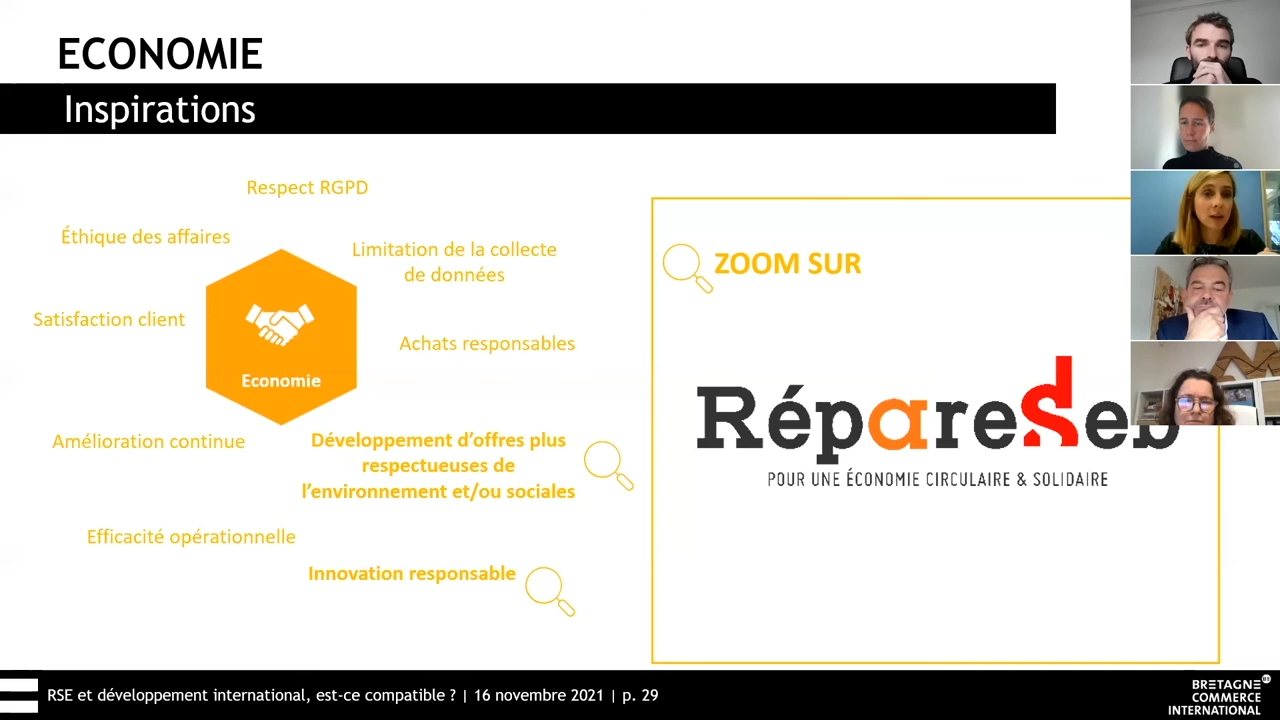 ECONOMIE
Inspirations
Respect RGPD
Éthique des affaires
Limitation de la collecte
de données
Satisfaction client
Achats responsables
Economie
Amélioration continue
Développement d’offres plus
respectueuses de
l’environnement et/ou sociales
Efficacité opérationnelle
Innovation responsable
ZOOM SUR
RépareSeb
POUR UNE ÉCONOMIE CIRCULAIRE & SOLIDAIRE
RSE et développement international, est-ce compatible ? | 16 novembre 2021 | p. 29
BRETAGNE
COMMERCE
INTERNATIONAL